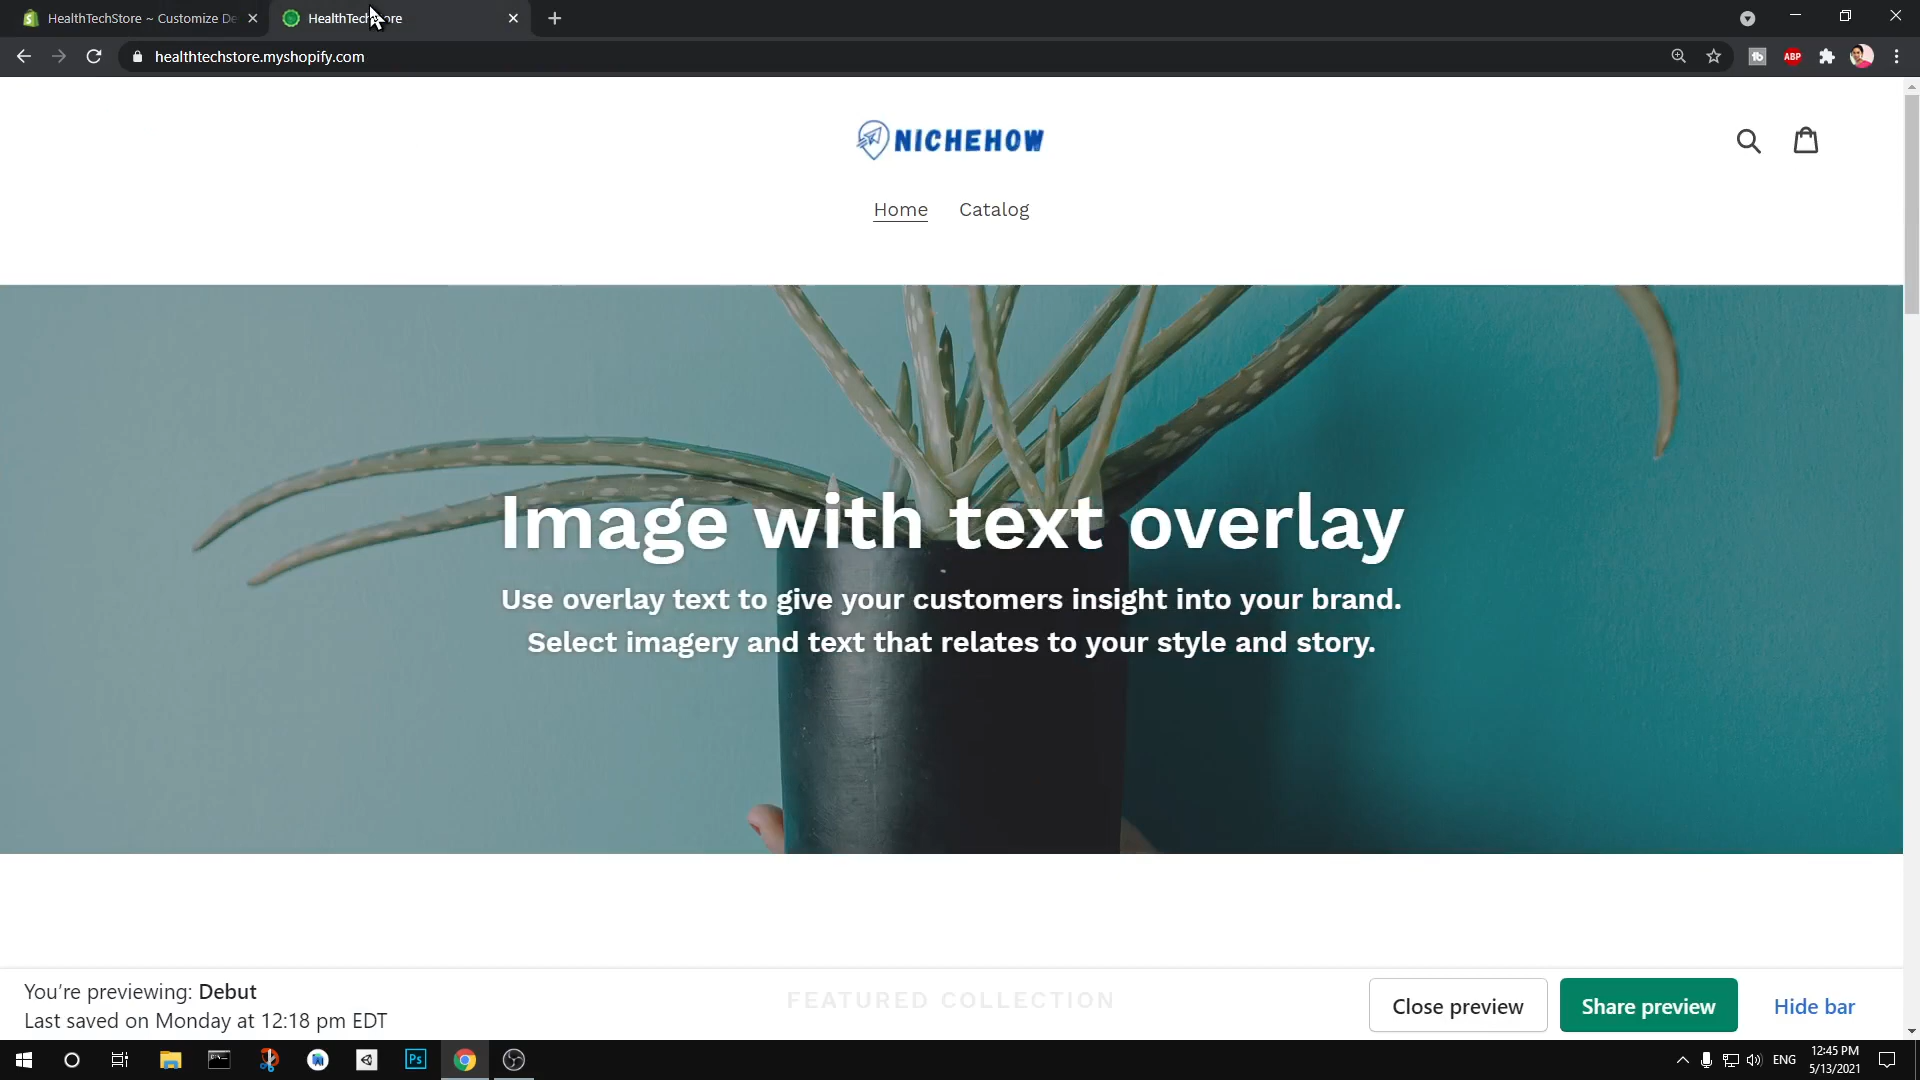 HealthTechStore ~ Customize De
HealthTechStore
healthtechstore.myshopify.com
ABP
NICHEHOW
Home
Catalog
Image with text overlay
Use overlay text to give your customers insight into your brand.
Select imagery and text that relates to your style and story.
FEATURED COLLECTION
You're previewing: Debut
Last saved on Monday at 12:18 pm EDT
Close preview
Share preview
Hide bar
Ps
ENG
12:45 PM
5/13/2021